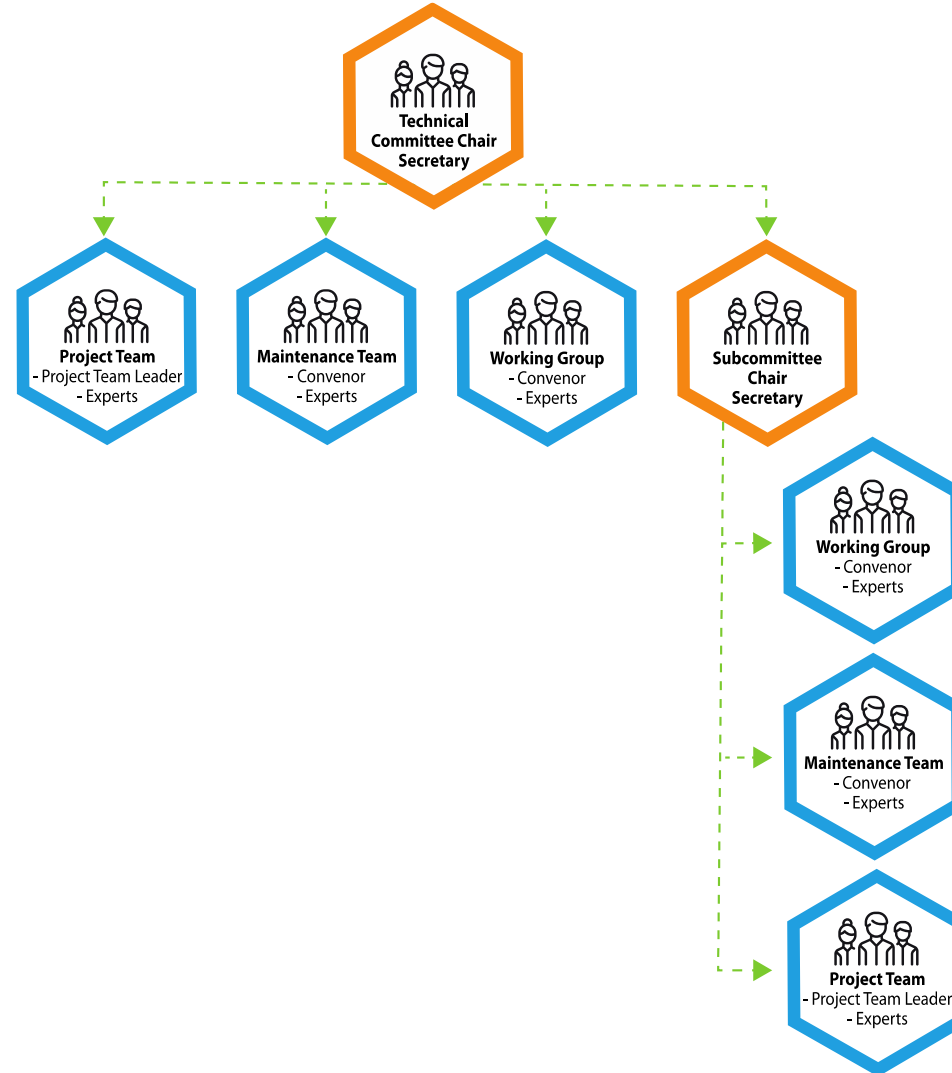 Technical
Committee Chair
Secretary
Project Team
- Project Team Leader
- Experts
Maintenance Team
- Convenor
- Experts
Working Group
- Convenor
- Experts
Subcommittee
Chair
Secretary
Working Group
- Convenor
- Experts
Maintenance Team
- Convenor
- Experts
Project Team
- Project Team Leader
- Experts